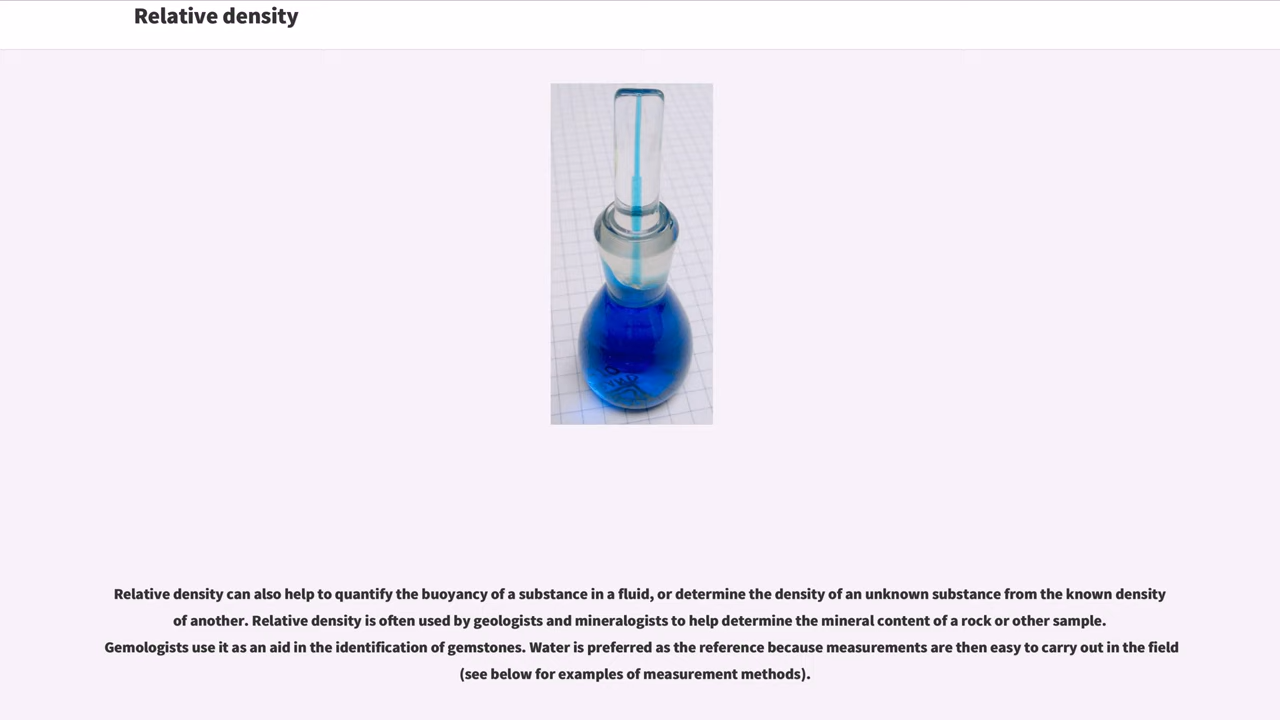 Relative density
Relative density can also help to quantify the buoyancy of a substance in a fluid, or determine the density of an unknown substance from the known density
of another. Relative density is often used by geologists and mineralogists to help determine the mineral content of a rock or other sample.
Gemologists use it as an aid in the identification of gemstones. Water is preferred as the reference because measurements are then easy to carry out in the field
(see below for examples of measurement methods).